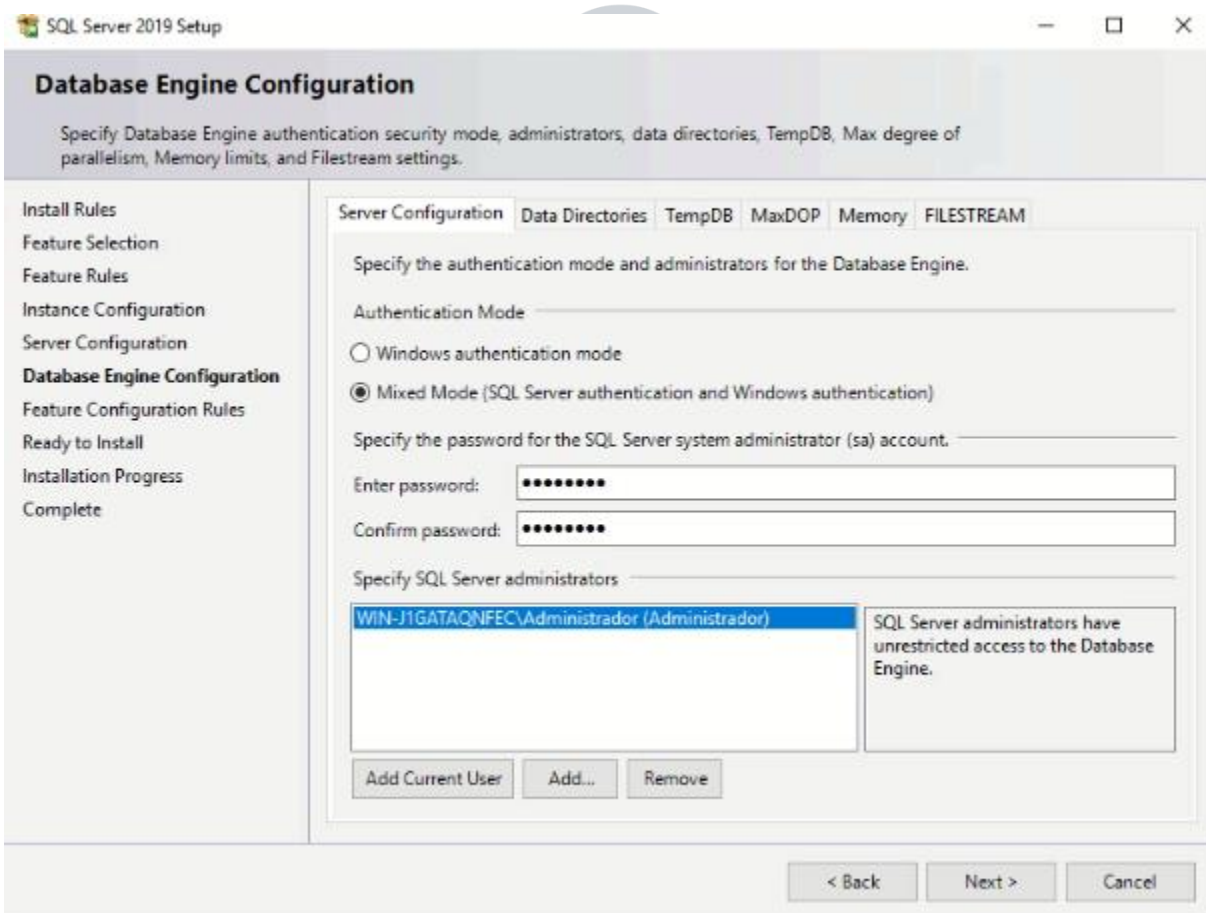 SQL Server 2019 Setup
Database Engine Configuration
Specify Database Engine authentication security mode, administrators, data directories, TempDB, Max degree of
parallelism, Memory limits, and Filestream settings.
Install Rules
Feature Selection
Feature Rules
Instance Configuration
Server Configuration
Database Engine Configuration
Feature Configuration Rules
Ready to Install
Installation Progress
Complete
Server Configuration Data Directories TempDB MaxDOP Memory FILESTREAM
Specify the authentication mode and administrators for the Database Engine.
Authentication Mode
Windows authentication mode
Mixed Mode (SQL Server authentication and Windows authentication)
Specify the password for the SQL Server system administrator (sa) account.
Enter password: ●●●●●●●●
Confirm password: ●●●●●●●●
Specify SQL Server administrators
WIN-J1GATAQNFEC\Administrador (Administrador)
SQL Server administrators have
unrestricted access to the Database
Engine.
Add Current User Add... Remove
< Back Next > Cancel